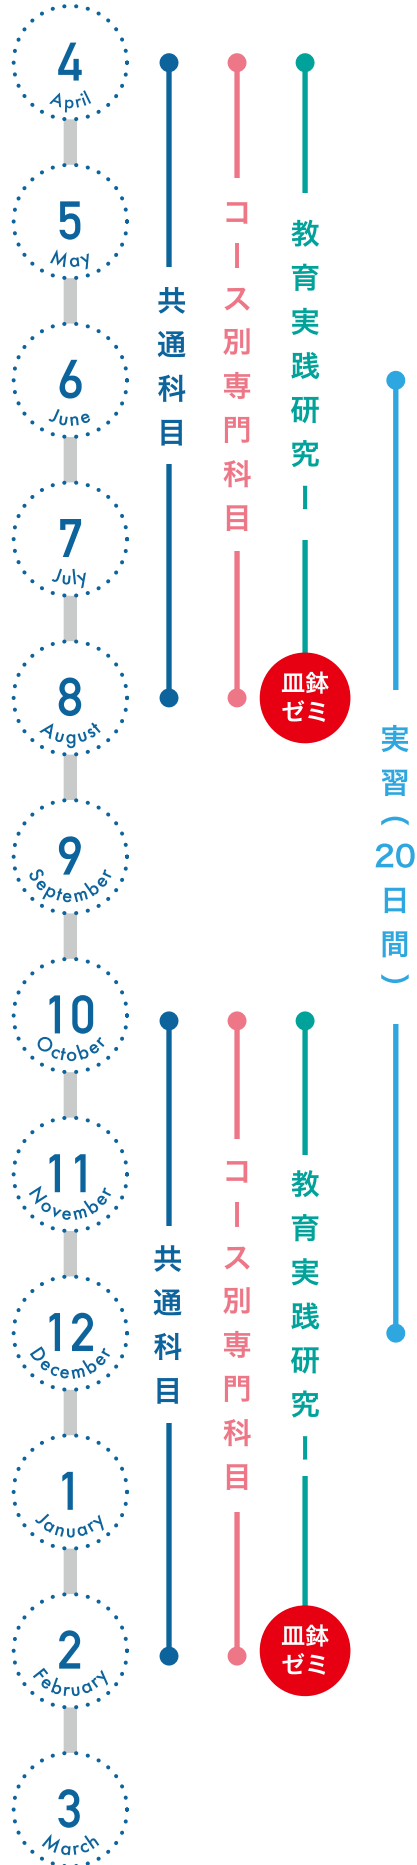 4
April
5
May
6
June
7
July
8
August
9
September
10
October
11
November
12
December
1
January
2
February
3
March
共通科目
コース別専門科目
教育実践研究Ⅰ
皿鉢
ゼミ
実習(20日間)
共通科目
コース別専門科目
教育実践研究Ⅰ
皿鉢
ゼミ